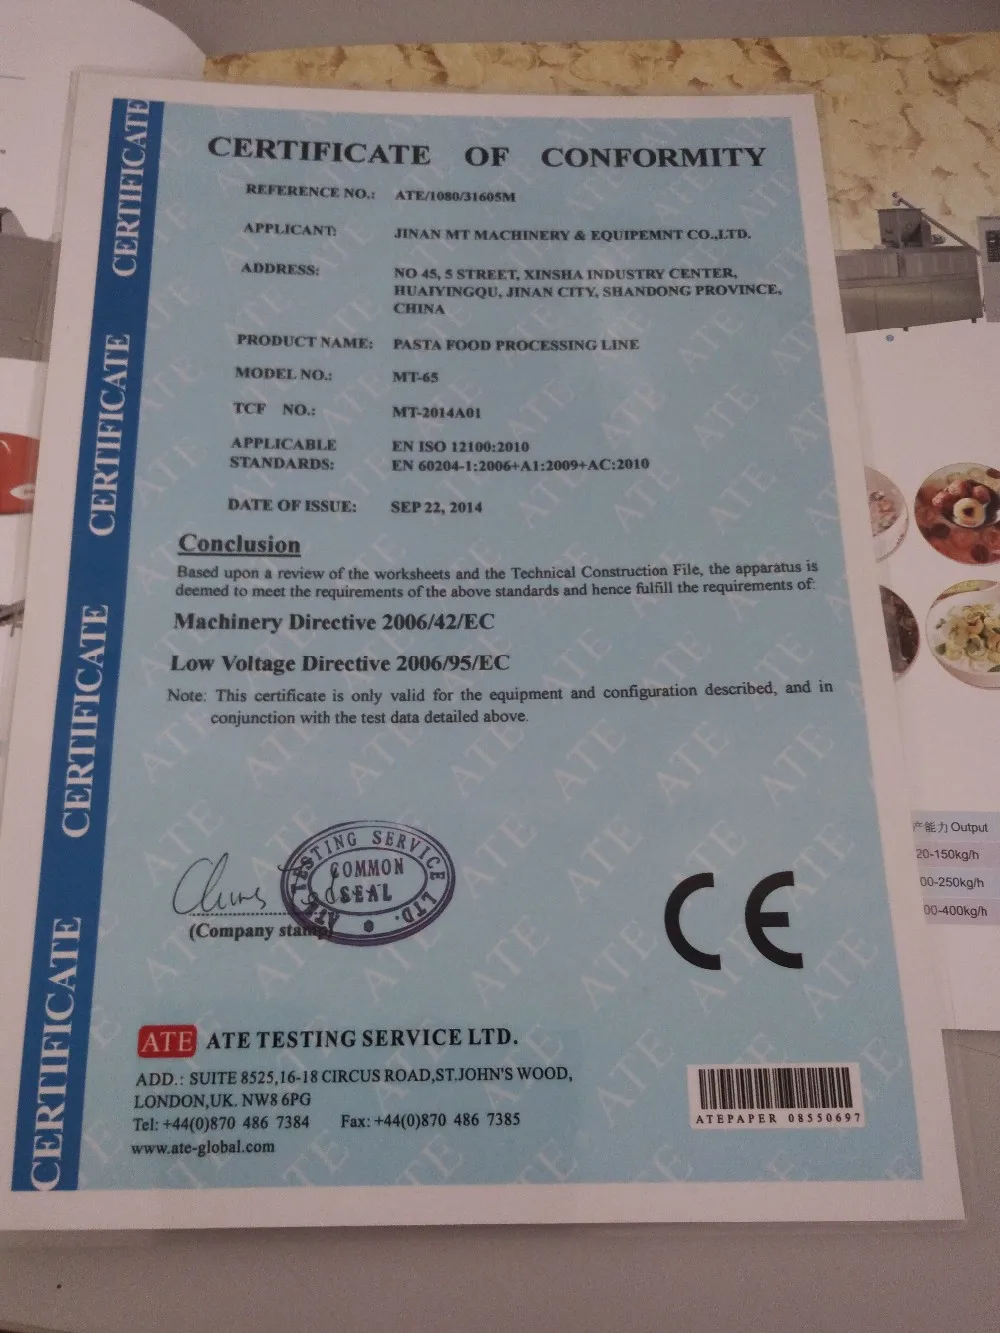 CERTIFICATE
CERTIFICATE
CERTIFICATE
CERTIFICATE
CERTIFICATE OF CONFORMITY
REFERENCE NO.: ATE/1080/31605M
APPLICANT: JINAN MT MACHINERY & EQUIPEMNT CO.,LTD.
ADDRESS: NO 45, 5 STREET, XINSHA INDUSTRY CENTER,
HUAIYINGQU, JINAN CITY, SHANDONG PROVINCE,
CHINA
PRODUCT NAME: PASTA FOOD PROCESSING LINE
MODEL NO.: MT-65
TCF NO.: MT-2014A01
APPLICABLE EN ISO 12100:2010
STANDARDS: EN 60204-1:2006+A1:2009+AC:2010
DATE OF ISSUE: SEP 22, 2014
Conclusion
Based upon a review of the worksheets and the Technical Construction File, the apparatus is
deemed to meet the requirements of the above standards and hence fulfill the requirements of:
Machinery Directive 2006/42/EC
Low Voltage Directive 2006/95/EC
Note: This certificate is only valid for the equipment and configuration described, and in
conjunction with the test data detailed above.
ATE TESTING SERVICE LTD.
COMMON
SEAL
(Company stamp)
CE
ATE ATE TESTING SERVICE LTD.
ADD.: SUITE 8525,16-18 CIRCUS ROAD,ST.JOHN'S WOOD,
LONDON,UK. NW8 6PG
Tel: +44(0)870 486 7384 Fax: +44(0)870 486 7385
www.ate-global.com
ATEPAPER 08550697
产能力 Output
20-150kg/h
00-250kg/h
00-400kg/h